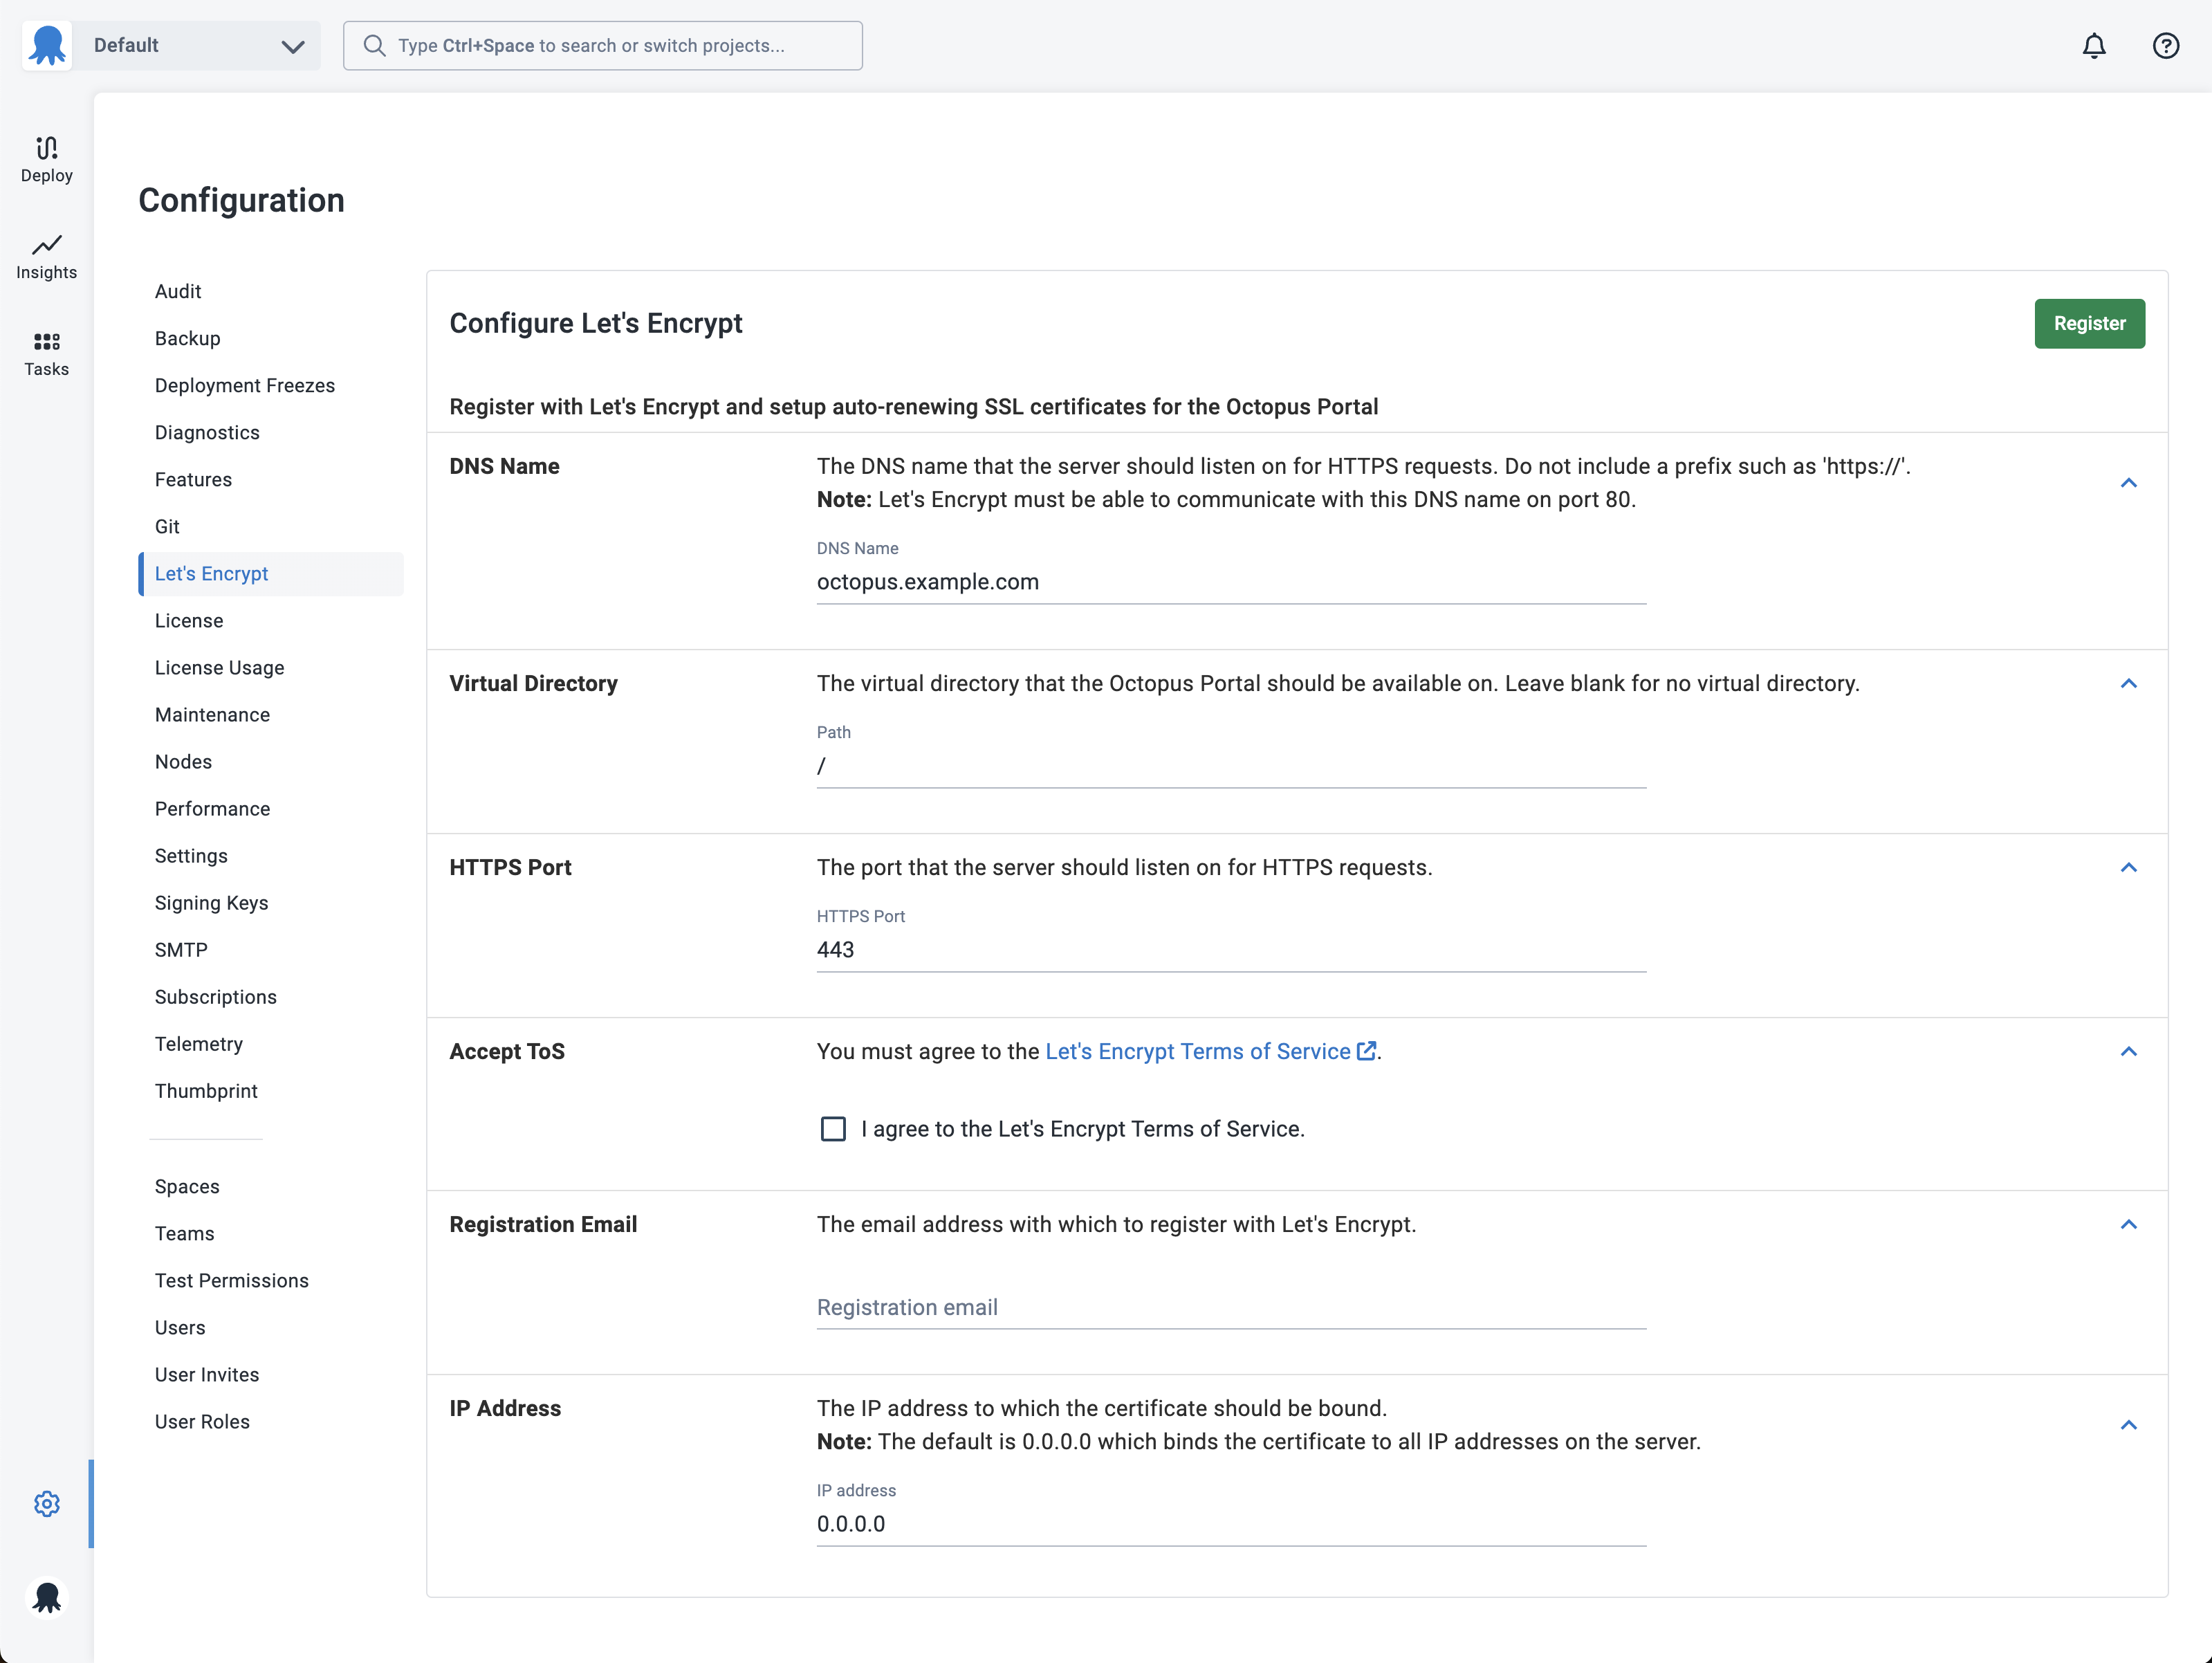 Default
Type Ctrl+Space to search or switch projects...
Deploy
Insights
Tasks
Configuration
Audit
Backup
Deployment Freezes
Diagnostics
Features
Git
Let's Encrypt
License
License Usage
Maintenance
Nodes
Performance
Settings
Signing Keys
SMTP
Subscriptions
Telemetry
Thumbprint
Spaces
Teams
Test Permissions
Users
User Invites
User Roles
Configure Let's Encrypt
Register
Register with Let's Encrypt and setup auto-renewing SSL certificates for the Octopus Portal
DNS Name
The DNS name that the server should listen on for HTTPS requests. Do not include a prefix such as 'https://'.
Note: Let's Encrypt must be able to communicate with this DNS name on port 80.
DNS Name
octopus.example.com
Virtual Directory
The virtual directory that the Octopus Portal should be available on. Leave blank for no virtual directory.
Path
/
HTTPS Port
The port that the server should listen on for HTTPS requests.
HTTPS Port
443
Accept ToS
You must agree to the Let's Encrypt Terms of Service.
I agree to the Let's Encrypt Terms of Service.
Registration Email
The email address with which to register with Let's Encrypt.
Registration email
IP Address
The IP address to which the certificate should be bound.
Note: The default is 0.0.0.0 which binds the certificate to all IP addresses on the server.
IP address
0.0.0.0